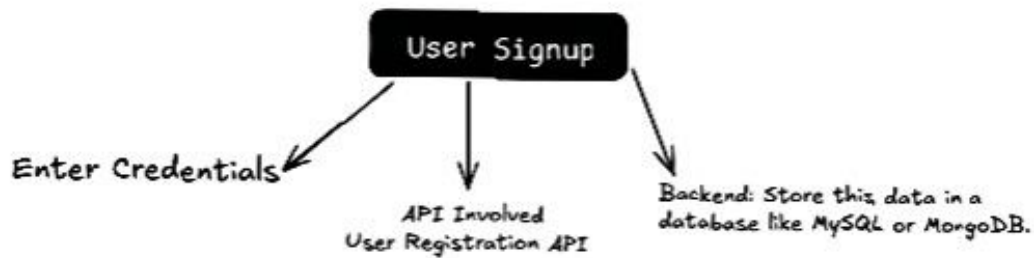 User Signup
Enter Credentials
API Involved
User Registration API
Backend: Store this data in a
database like MySQL or MongoDB.